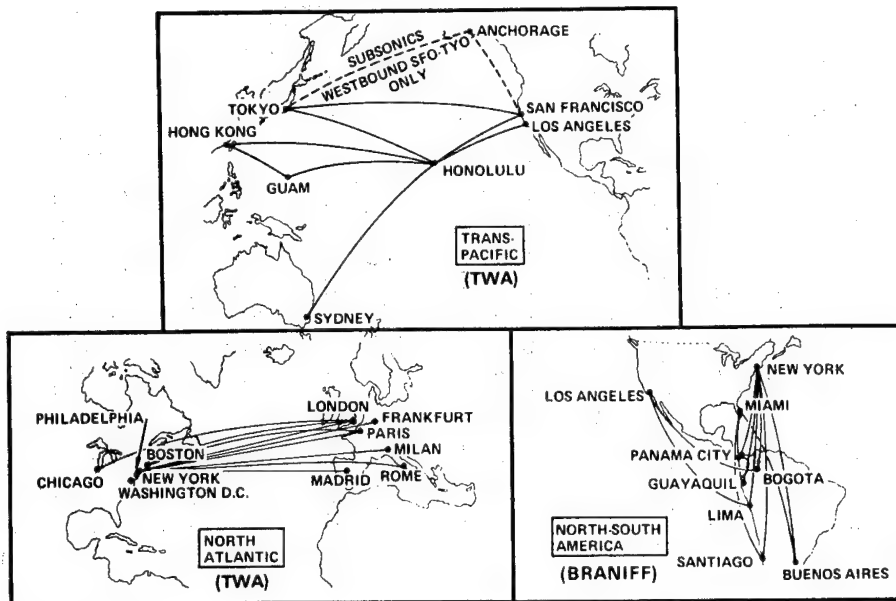 ANCHORAGE
SUBSONICS
WESTBOUND SFO-TYO
ONLY
TOKYO
SAN FRANCISCO
LOS ANGELES
HONG KONG
HONOLULU
GUAM
TRANS-
PACIFIC
(TWA)
SYDNEY
LONDON
PHILADELPHIA
FRANKFURT
PARIS
BOSTON
MILAN
CHICAGO
NEW YORK
MADRID
ROME
WASHINGTON D.C.
NORTH
ATLANTIC
(TWA)
NEW YORK
LOS ANGELES
MIAMI
PANAMA CITY
GUAYAQUIL
BOGOTA
LIMA
NORTH-SOUTH
AMERICA
(BRANIFF)
SANTIAGO
BUENOS AIRES